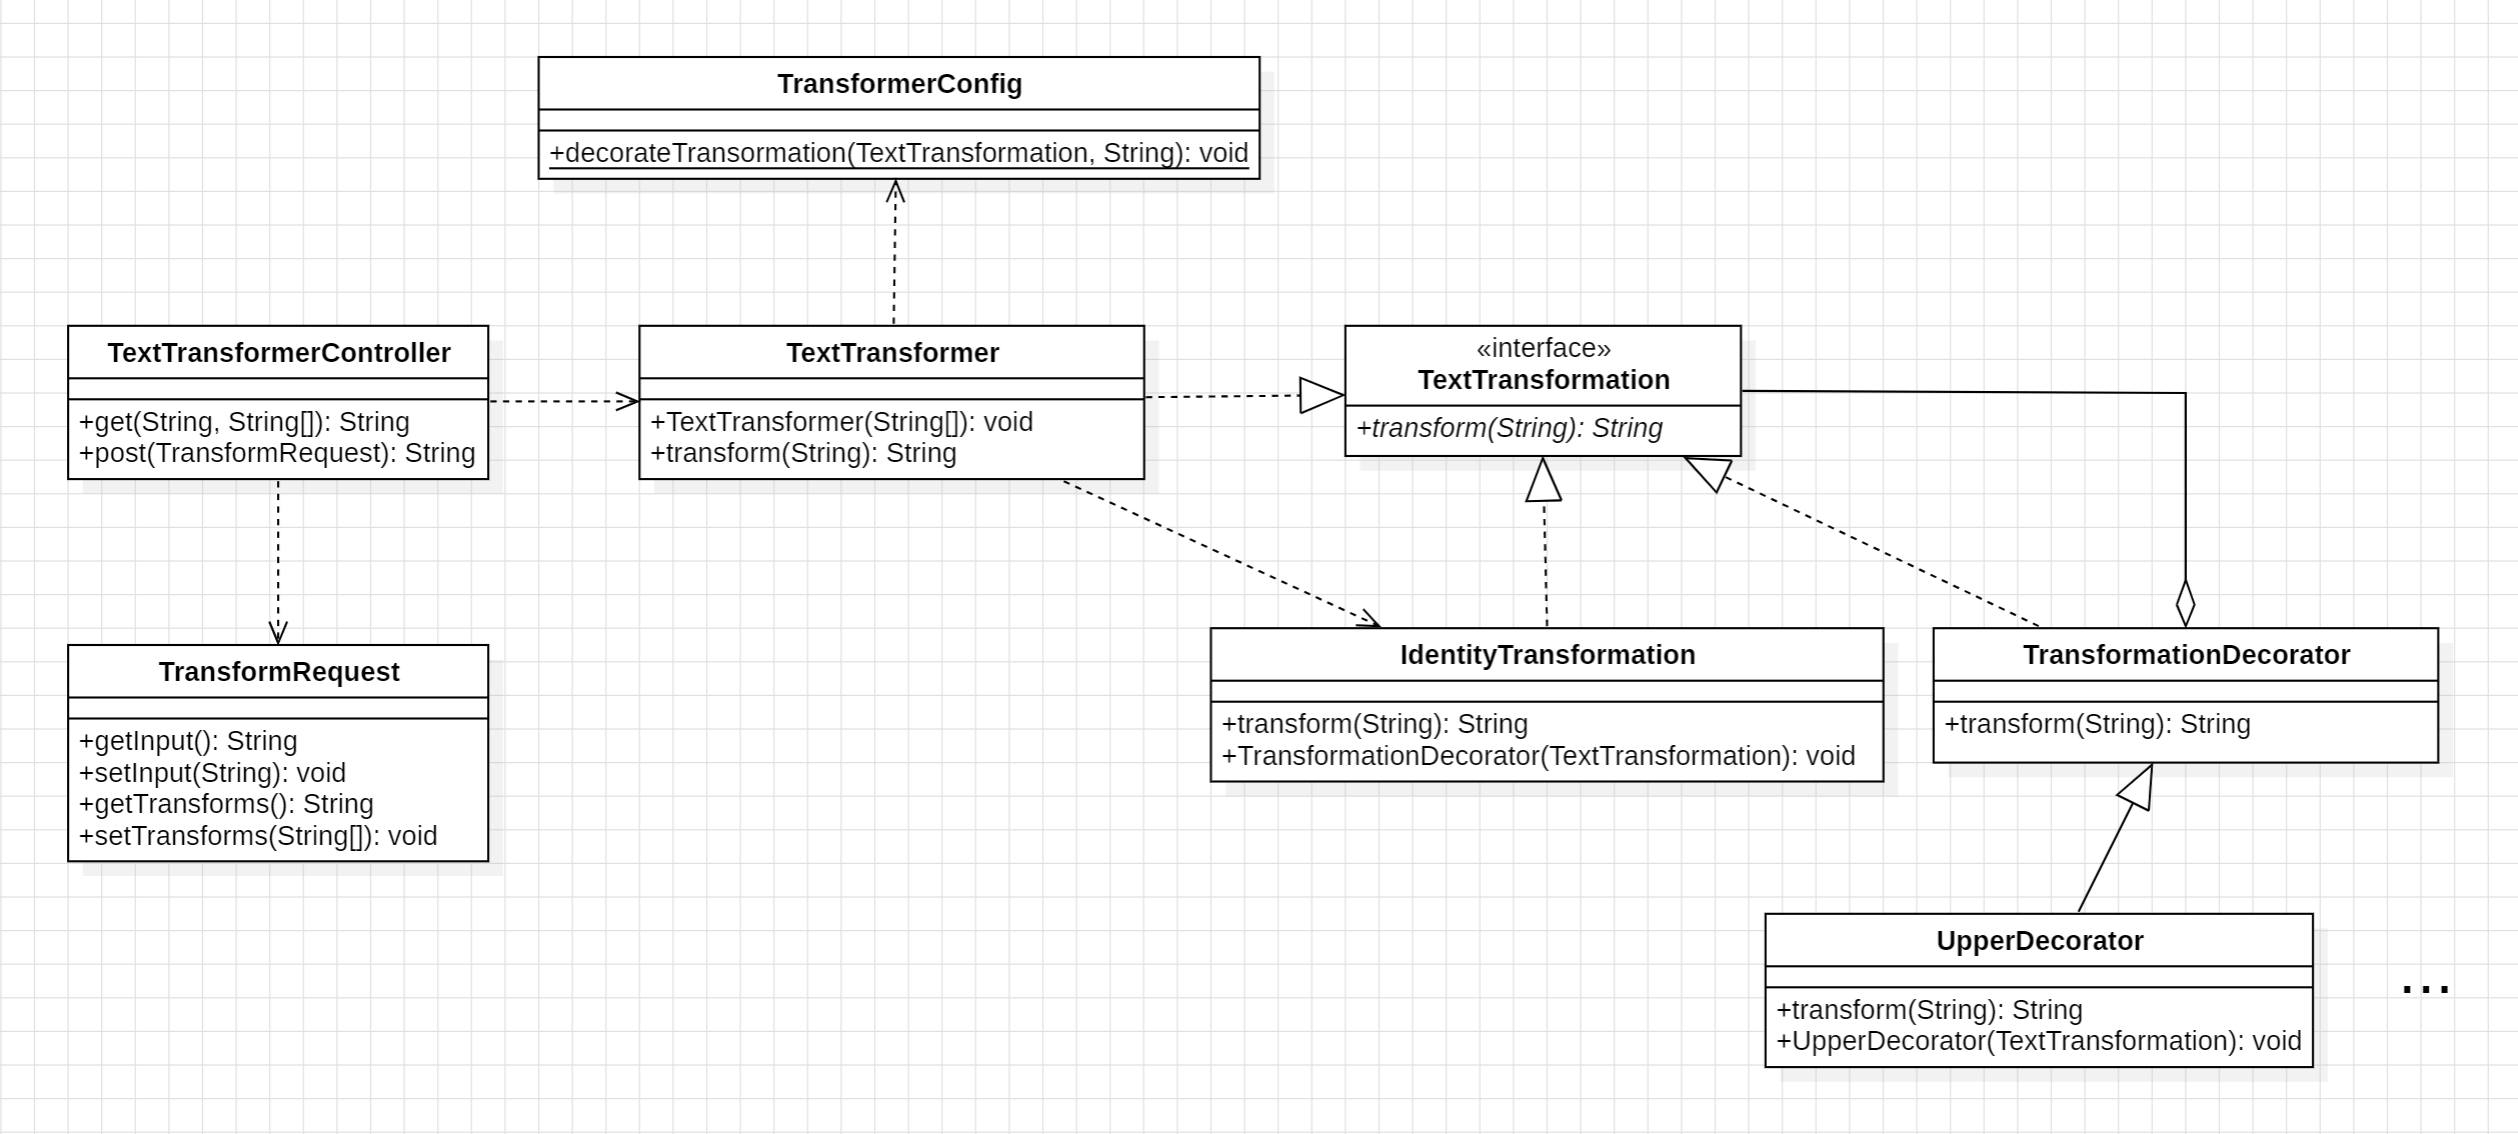 TransformerConfig
+decorateTransormation(TextTransformation, String): void
TextTransformerController
+get(String, String[]): String
+post(TransformRequest): String
TextTransformer
+TextTransformer(String[]): void
+transform(String): String
«interface»
TextTransformation
+transform(String): String
TransformRequest
+getInput(): String
+setInput(String): void
+getTransforms(): String
+setTransforms(String[]): void
IdentityTransformation
+transform(String): String
+TransformationDecorator(TextTransformation): void
TransformationDecorator
+transform(String): String
UpperDecorator
+transform(String): String
+UpperDecorator(TextTransformation): void
...